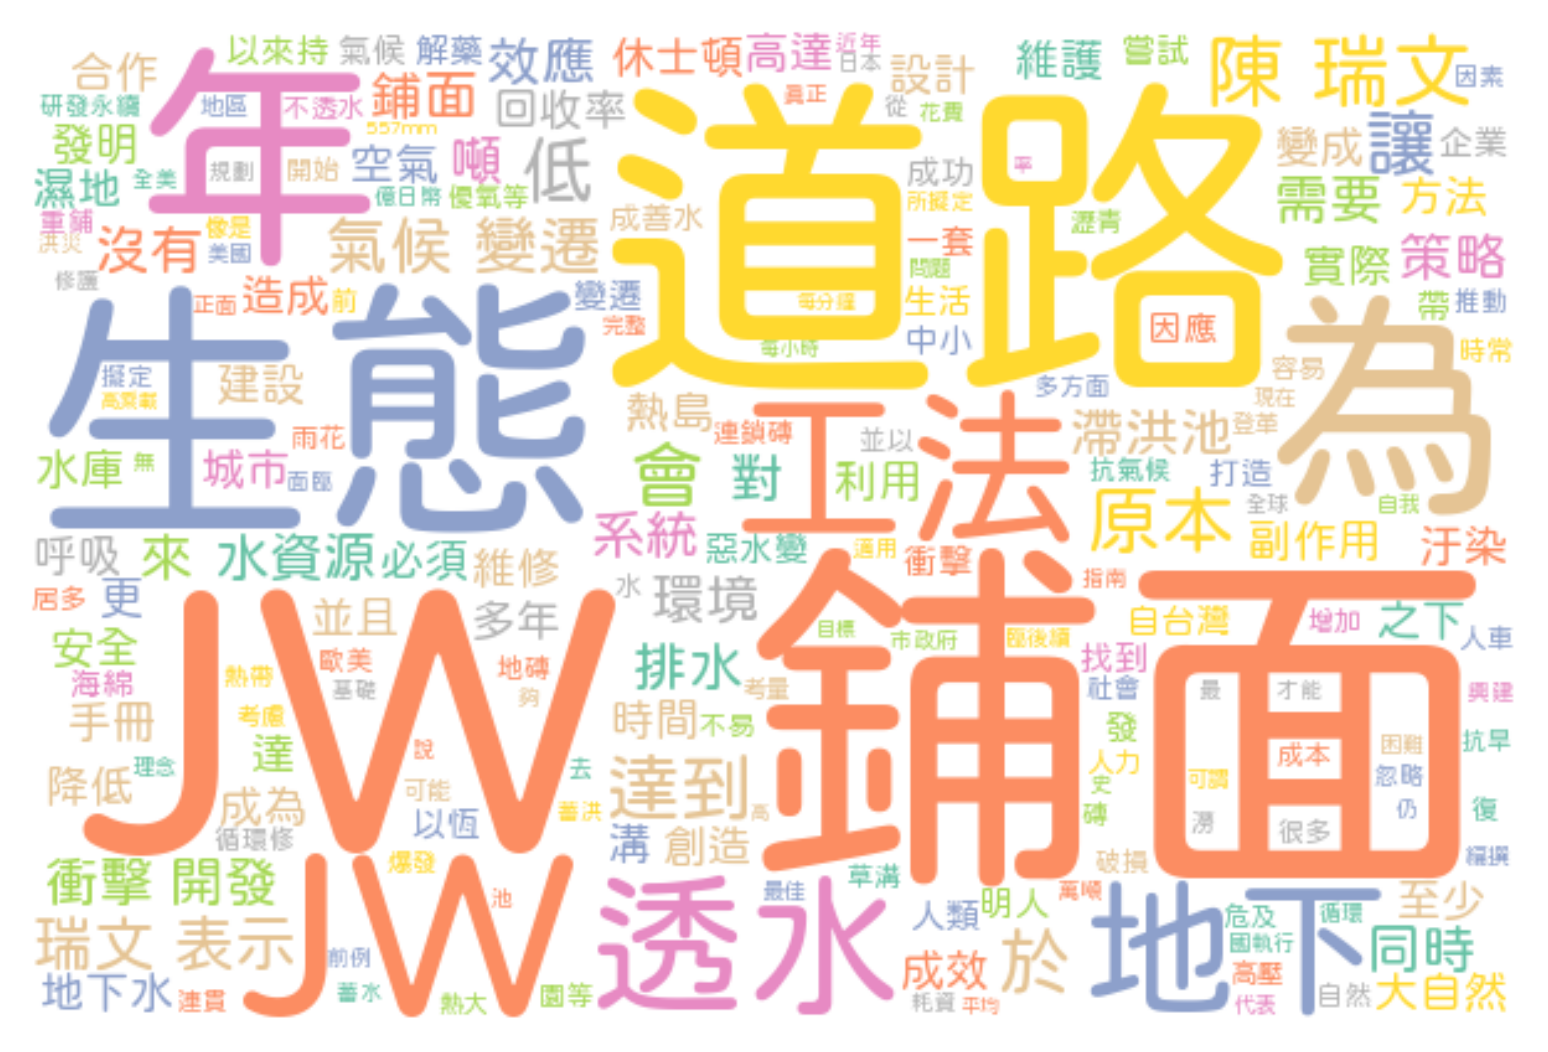 以來持 氣候 解藥 效應 休士頓 高達 近年 日本 設計 維護 嘗試 陳 瑞文 因素
合作 年 鋪面 回收率 真正 從 花費
研發永續 地區 不透水 557mm 道路 變成 讓 企業
發明 規劃 開始 空氣 噸 低 成功 率
濕地 全美 億日幣 優氧等 所擬定 需要 方法
重鋪 洪災 沒有 像是 美國 氣候 變遷 成善水 一套 瀝青 實際 策略
修護 正面 造成 前 變遷 每分鐘 問題 生活 帶 推動
生態 完整 每小時 中小 因應 為 時常
擬定 高乘載 建設 熱島 多方面 容易 現在
雨花 連鎖磚 工法 並以 滯洪池 登革
水庫 無 城市 面臨 會 對 利用 抗氣候 打造 全球 自我
呼吸 來 水資源 必須 維修 系統 惡水變 適用 衝擊 原本 副作用 汙染
居多 更 JW 鋪面 水 環境 指南
並且 多年 目標 市政府 臨後續 自台灣 增加 之下 人車
安全 歐美 地磚 排水 找到
海綿 熱帶 基礎 夠 考量 社會 最 才能 興建
手冊 考慮 時間 不易 發
理念 達 說 去 人力 成本 困難 抗旱
降低 成為 可能 達到 高 史 可謂 忽略
循環修 以恆 蓄洪 溝 創造 磚 湧 很多 仍 復
衝擊 開發 JW 爆發 草溝 破損 編撰
池 透水 最佳 萬噸 地下 至少
瑞文 表示 前例 人類 明人 危及 循環
地下水 連貫 蓄水 熱大 園等 成效 於 國執行 同時
耗資 平均 高壓 代表 自然 大自然